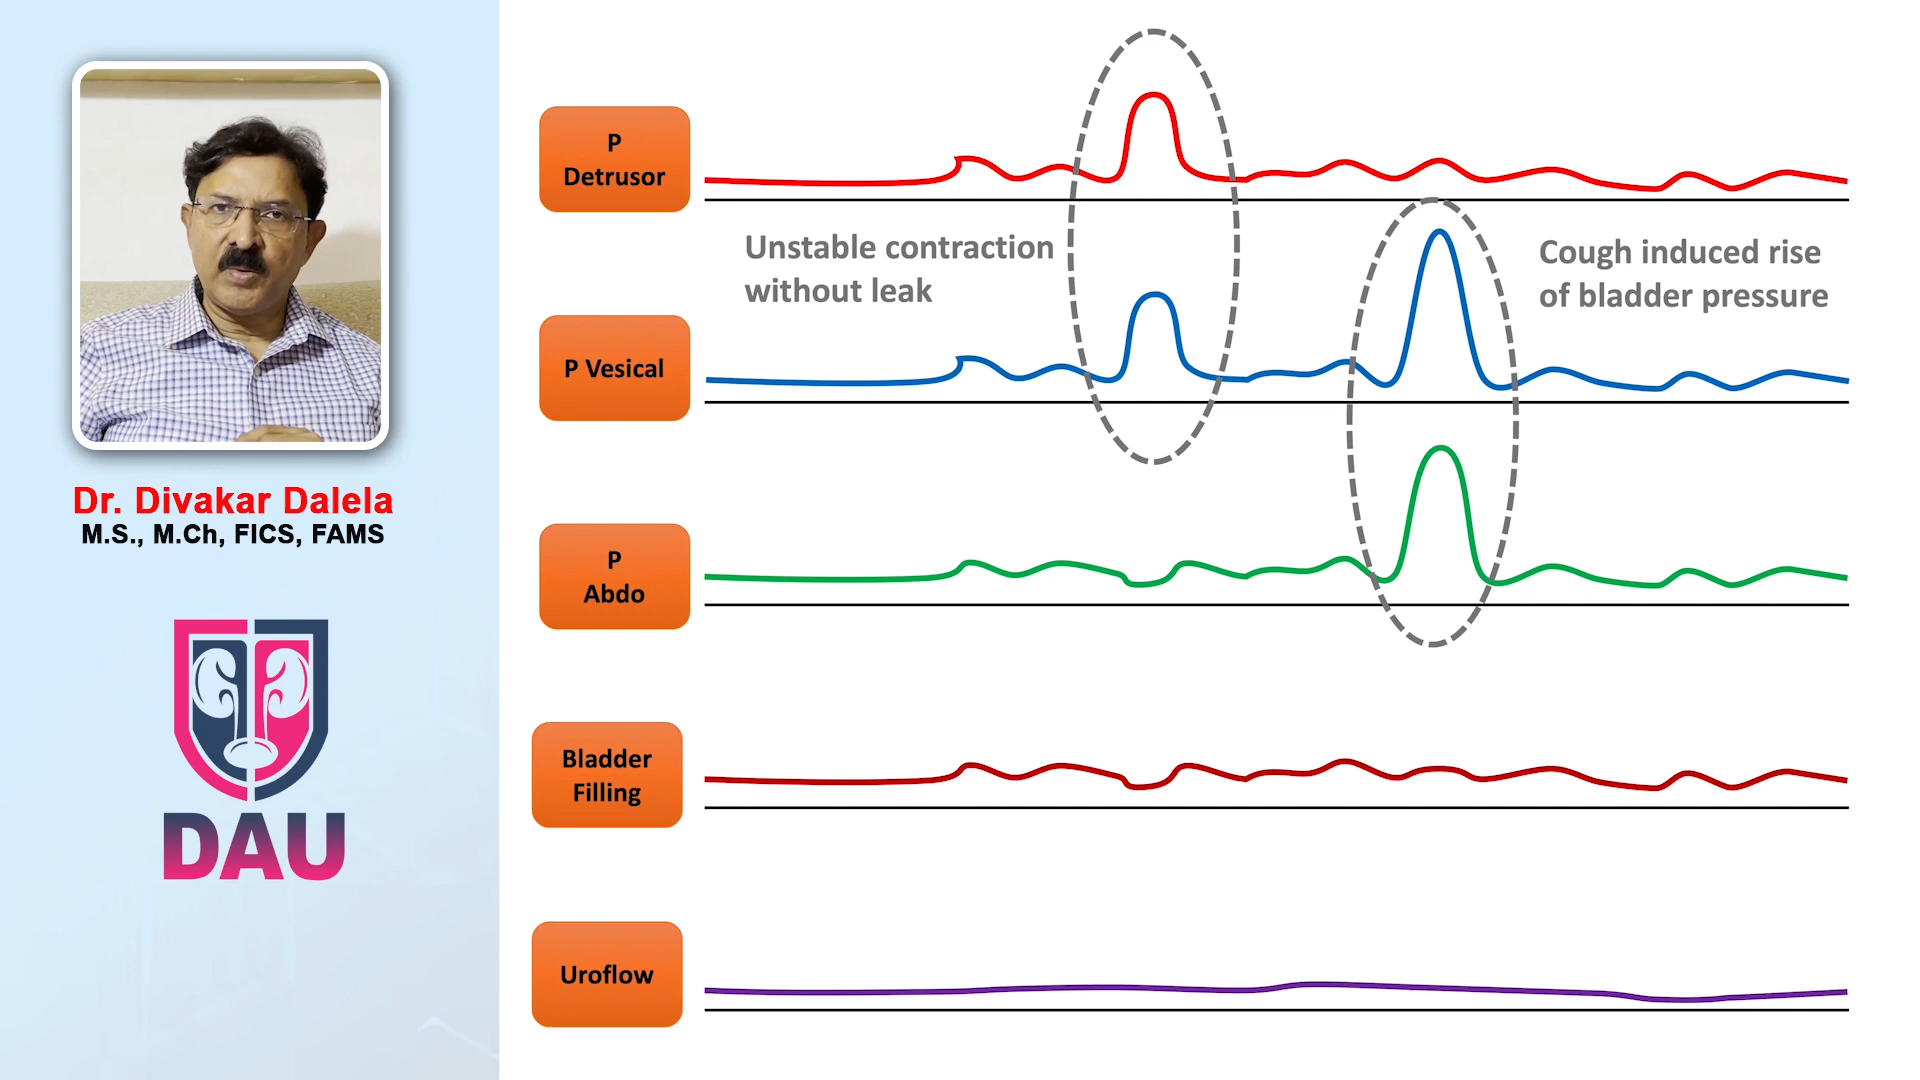 Dr. Divakar Dalela
M.S., M.Ch, FICS, FAMS
DAU
P
Detrusor
Unstable contraction
without leak
Cough induced rise
of bladder pressure
P Vesical
P
Abdo
Bladder
Filling
Uroflow